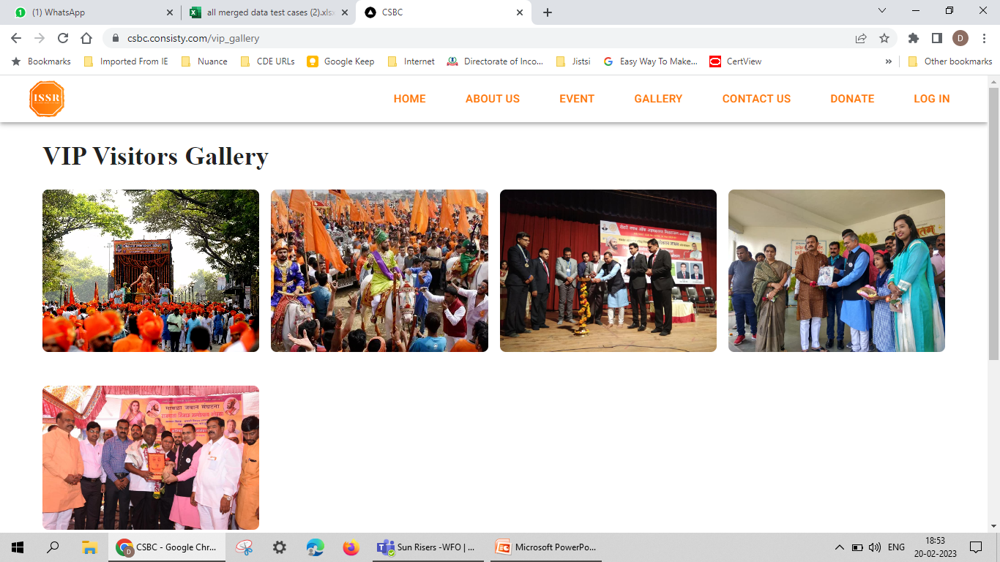 (1) WhatsApp
all merged data test cases (2).xls
CSBC
csbc.consisty.com/vip_gallery
D
Bookmarks
Imported From IE
Nuance
CDE URLs
Google Keep
Internet
Directorate of Inco...
Jistsi
Easy Way To Make...
CertView
»
Other bookmarks
ISSR
HOME
ABOUT US
EVENT
GALLERY
CONTACT US
DONATE
LOG IN
VIP Visitors Gallery
मावळा जवान संघटना
CSBC - Google Chr...
Sun Risers -WFO | ...
Microsoft PowerPo...
ENG
18:53
20-02-2023